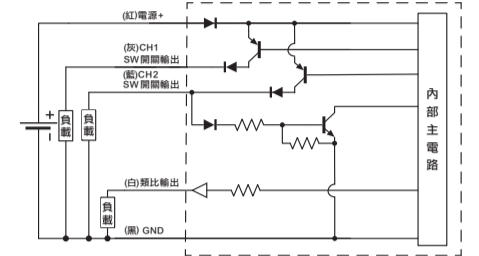 (紅)電源+
(灰)CH1
SW開關輸出
(藍)CH2
SW開關輸出
+
負載
負載
內部主電路
(白)類比輸出
負載
(黑) GND